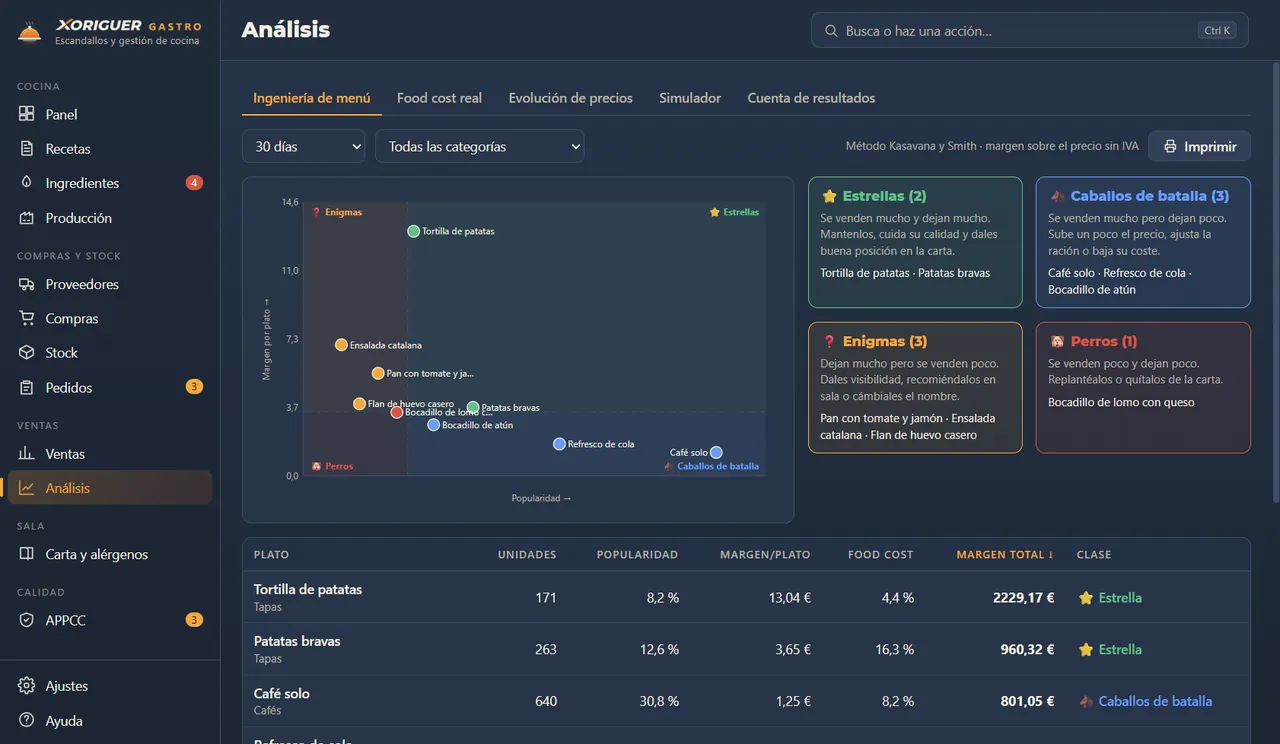 XORIGUER GASTRO
Escandallos y gestión de cocina
Análisis
Busca o haz una acción...
Ctrl K
COCINA
Panel
Recetas
Ingredientes
4
Producción
COMPRAS Y STOCK
Proveedores
Compras
Stock
Pedidos
3
VENTAS
Ventas
Análisis
SALA
Carta y alérgenos
CALIDAD
APPCC
3
Ajustes
Ayuda
Ingeniería de menú
Food cost real
Evolución de precios
Simulador
Cuenta de resultados
30 días
Todas las categorías
Método Kasavana y Smith · margen sobre el precio sin IVA
Imprimir
14,6
11,0
7,3
3,7
0,0
Margen por plato →
Popularidad →
Enigmas
Estrellas
Tortilla de patatas
Ensalada catalana
Pan con tomate y ja...
Flan de huevo casero
Bocadillo de lomo c...
Patatas bravas
Bocadillo de atún
Refresco de cola
Café solo
Perros
Caballos de batalla
Estrellas (2)
Se venden mucho y dejan mucho.
Mantenlos, cuida su calidad y dales
buena posición en la carta.
Tortilla de patatas · Patatas bravas
Caballos de batalla (3)
Se venden mucho pero dejan poco.
Sube un poco el precio, ajusta la
ración o baja su coste.
Café solo · Refresco de cola ·
Bocadillo de atún
Enigmas (3)
Dejan mucho pero se venden poco.
Dales visibilidad, recomiéndalos en
sala o cámbiales el nombre.
Pan con tomate y jamón · Ensalada
catalana · Flan de huevo casero
Perros (1)
Se venden poco y dejan poco.
Replantéalos o quítalos de la carta.
Bocadillo de lomo con queso
PLATO UNIDADES POPULARIDAD MARGEN/PLATO FOOD COST MARGEN TOTAL ↓ CLASE
Tortilla de patatas 171 8,2 % 13,04 € 4,4 % 2229,17 € Estrella
Tapas
Patatas bravas 263 12,6 % 3,65 € 16,3 % 960,32 € Estrella
Tapas
Café solo 640 30,8 % 1,25 € 8,2 % 801,05 € Caballos de batalla
Cafés
Refresco de cola